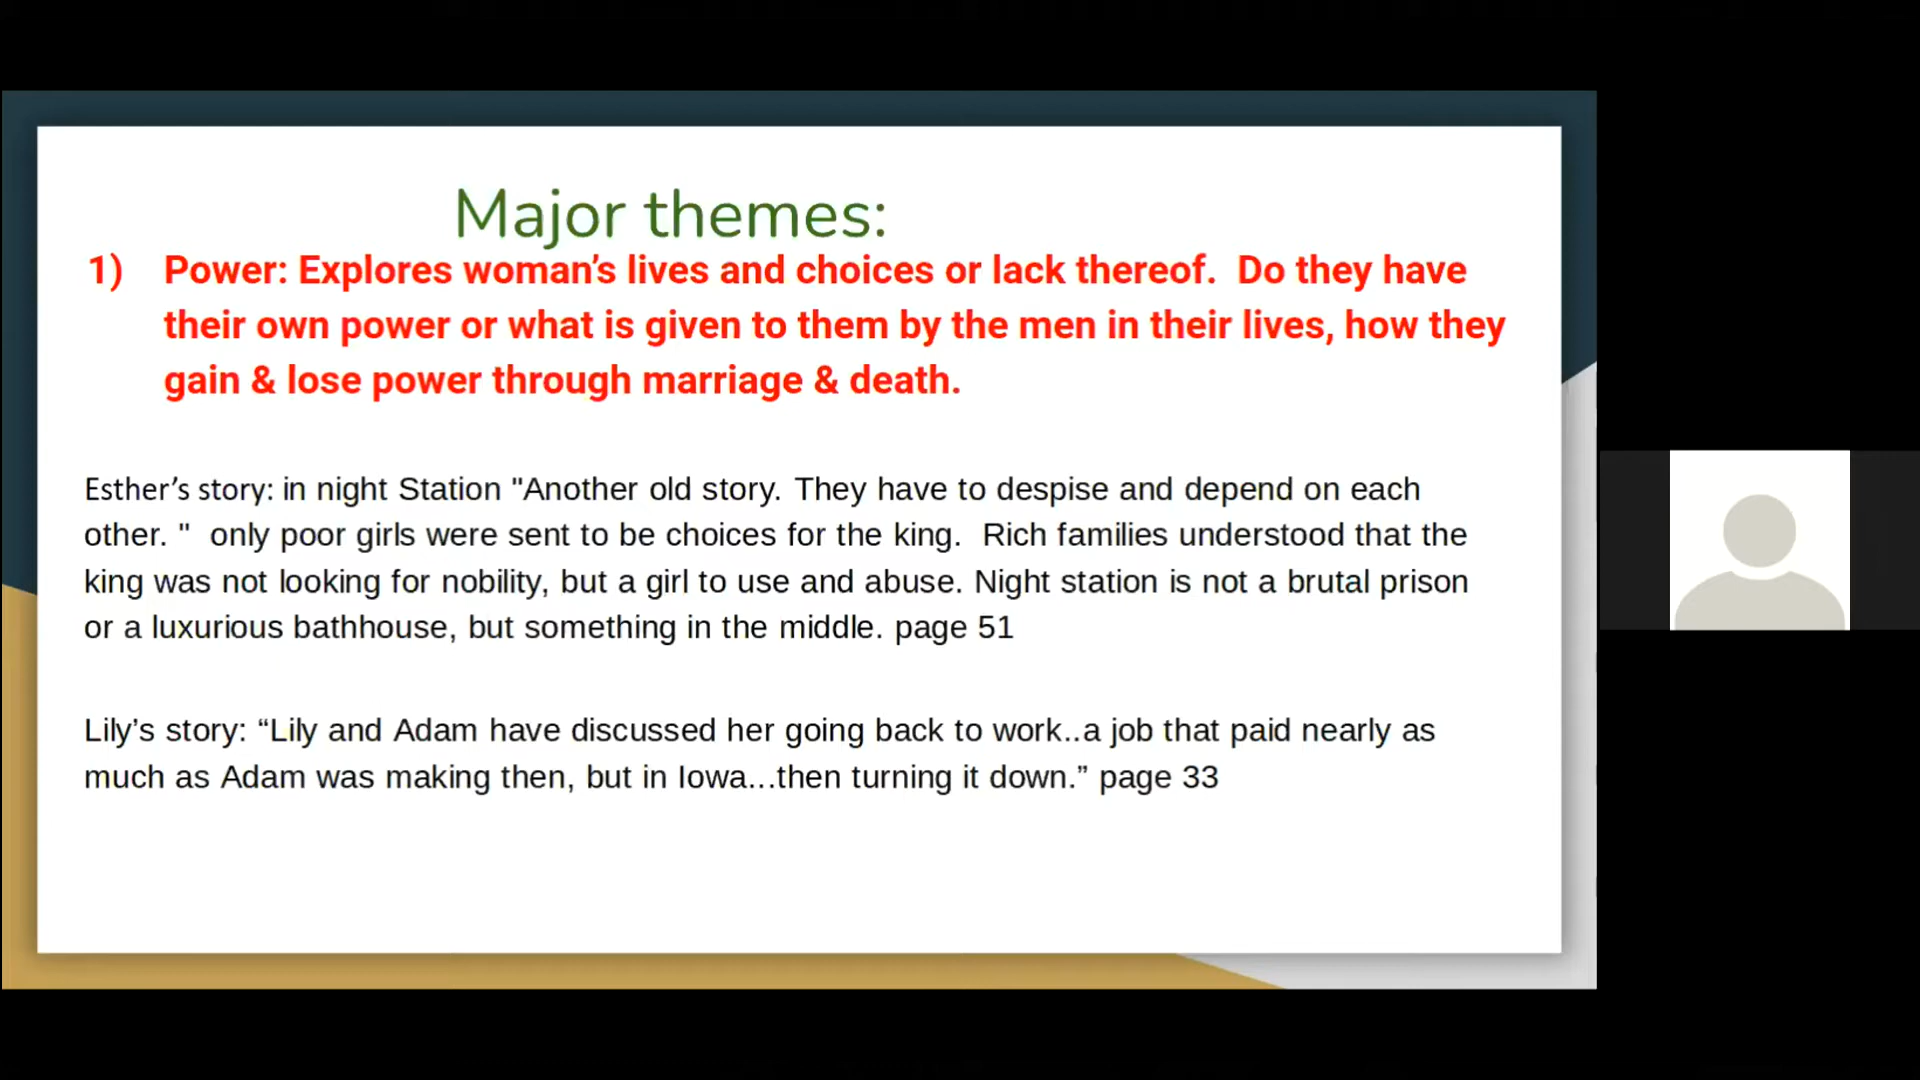 Major themes:
1) Power: Explores woman’s lives and choices or lack thereof.  Do they have
their own power or what is given to them by the men in their lives, how they
gain & lose power through marriage & death.
Esther’s story: in night Station "Another old story. They have to despise and depend on each
other. "  only poor girls were sent to be choices for the king.  Rich families understood that the
king was not looking for nobility, but a girl to use and abuse. Night station is not a brutal prison
or a luxurious bathhouse, but something in the middle. page 51
Lily’s story: “Lily and Adam have discussed her going back to work..a job that paid nearly as
much as Adam was making then, but in Iowa...then turning it down.” page 33